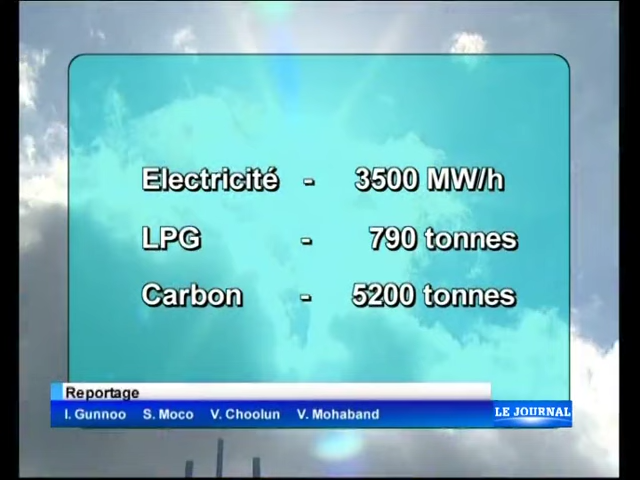 Electricité - 3500 MW/h
LPG - 790 tonnes
Carbon - 5200 tonnes
Reportage
I. Gunnoo S. Moco V. Choolun V. Mohaband
LE JOURNAL